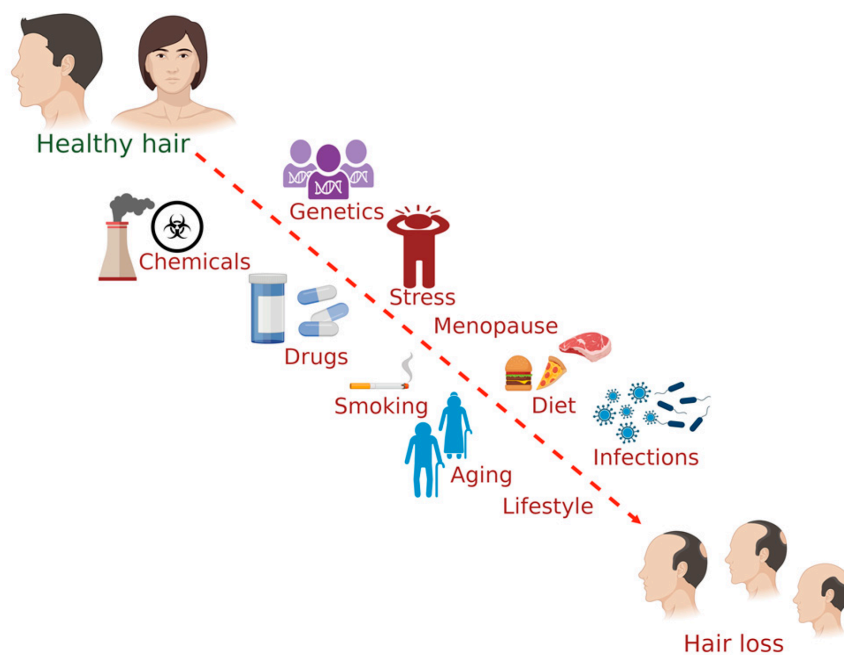 Healthy hair
Genetics
Chemicals
Stress
Menopause
Drugs
Smoking
Diet
Infections
Aging
Lifestyle
Hair loss